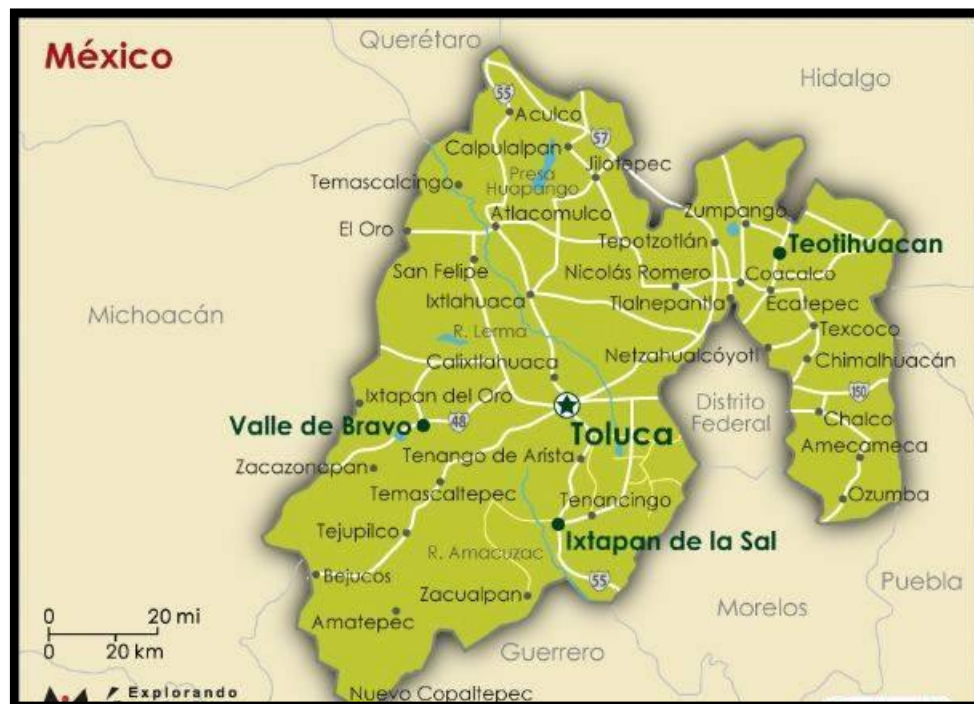 Querétaro
México
Hidalgo
55
Aculco
57
Calpulalpan
Jilotepec
Presa
Huapango
Temascalcingo
Atlacomulco
Zumpango
El Oro
Tepotzotlán
Teotihuacan
San Felipe
Nicolás Romero
Coacalco
Ixtlahuaca
Tlalnepantla
Ecatepec
Michoacán
R. Lerma
Texcoco
Netzahualcóyotl
Chimalhuacán
Calixtlahuaca
Ixtapan del Oro
150
Distrito
Federal
Valle de Bravo
48
Toluca
Chalco
Tenango de Arista
Amecameca
Zacazonapan
Temascaltepec
Tenancingo
Ozumba
Tejupilco
Ixtapan de la Sal
R. Amacuzac
Bejucos
55
Puebla
Zacualpan
Morelos
0 20 mi
Amatepec
0 20 km
Guerrero
Explorando
Nuevo Copaltepec